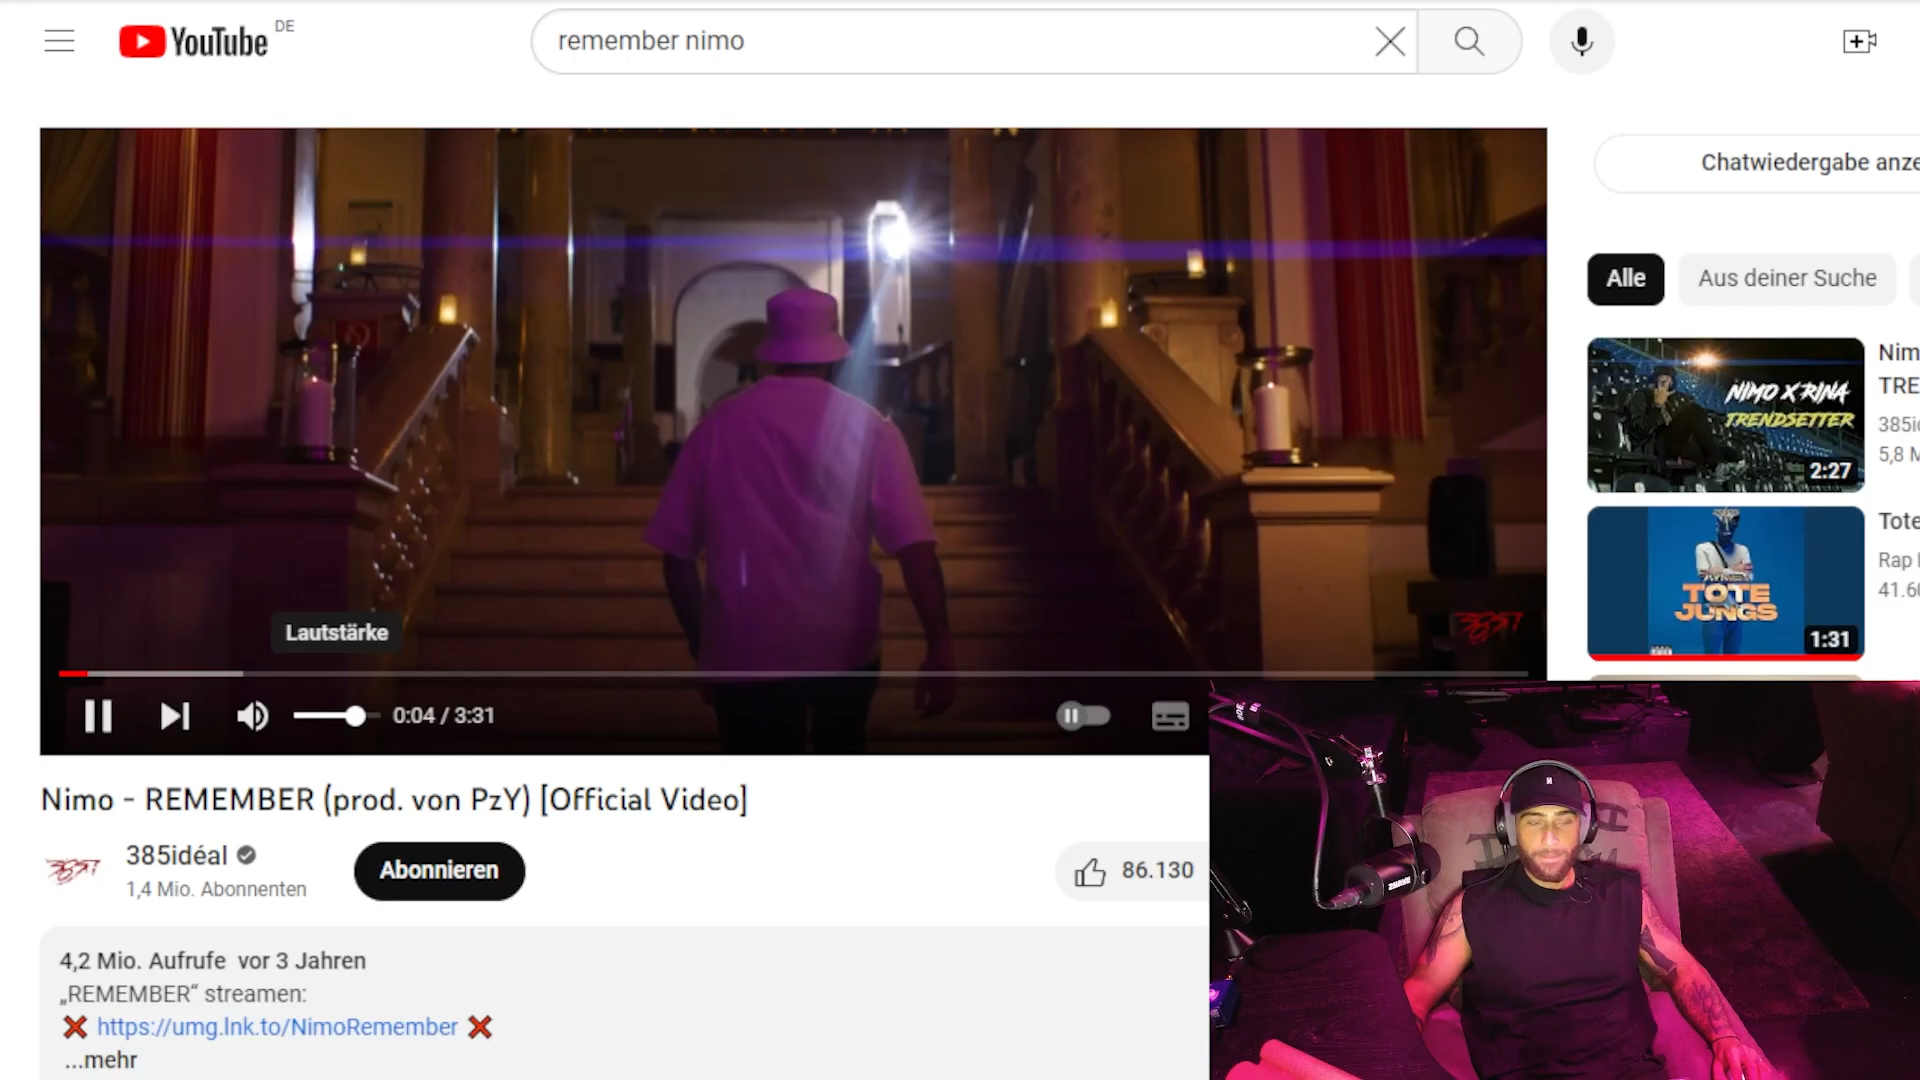 YouTube DE
remember nimo
Chatwiedergabe anze
Alle
Aus deiner Suche
NIMO X RINA
TRENDSETTER
2:27
Nim
TRE
385i
5,8 M
TOTE
JUNGS
1:31
Tote
Rap
41.6
Lautstärke
0:04 / 3:31
Nimo - REMEMBER (prod. von PzY) [Official Video]
385idéal
1,4 Mio. Abonnenten
Abonnieren
86.130
4,2 Mio. Aufrufe vor 3 Jahren
„REMEMBER“ streamen:
❌ https://umg.lnk.to/NimoRemember ❌
...mehr